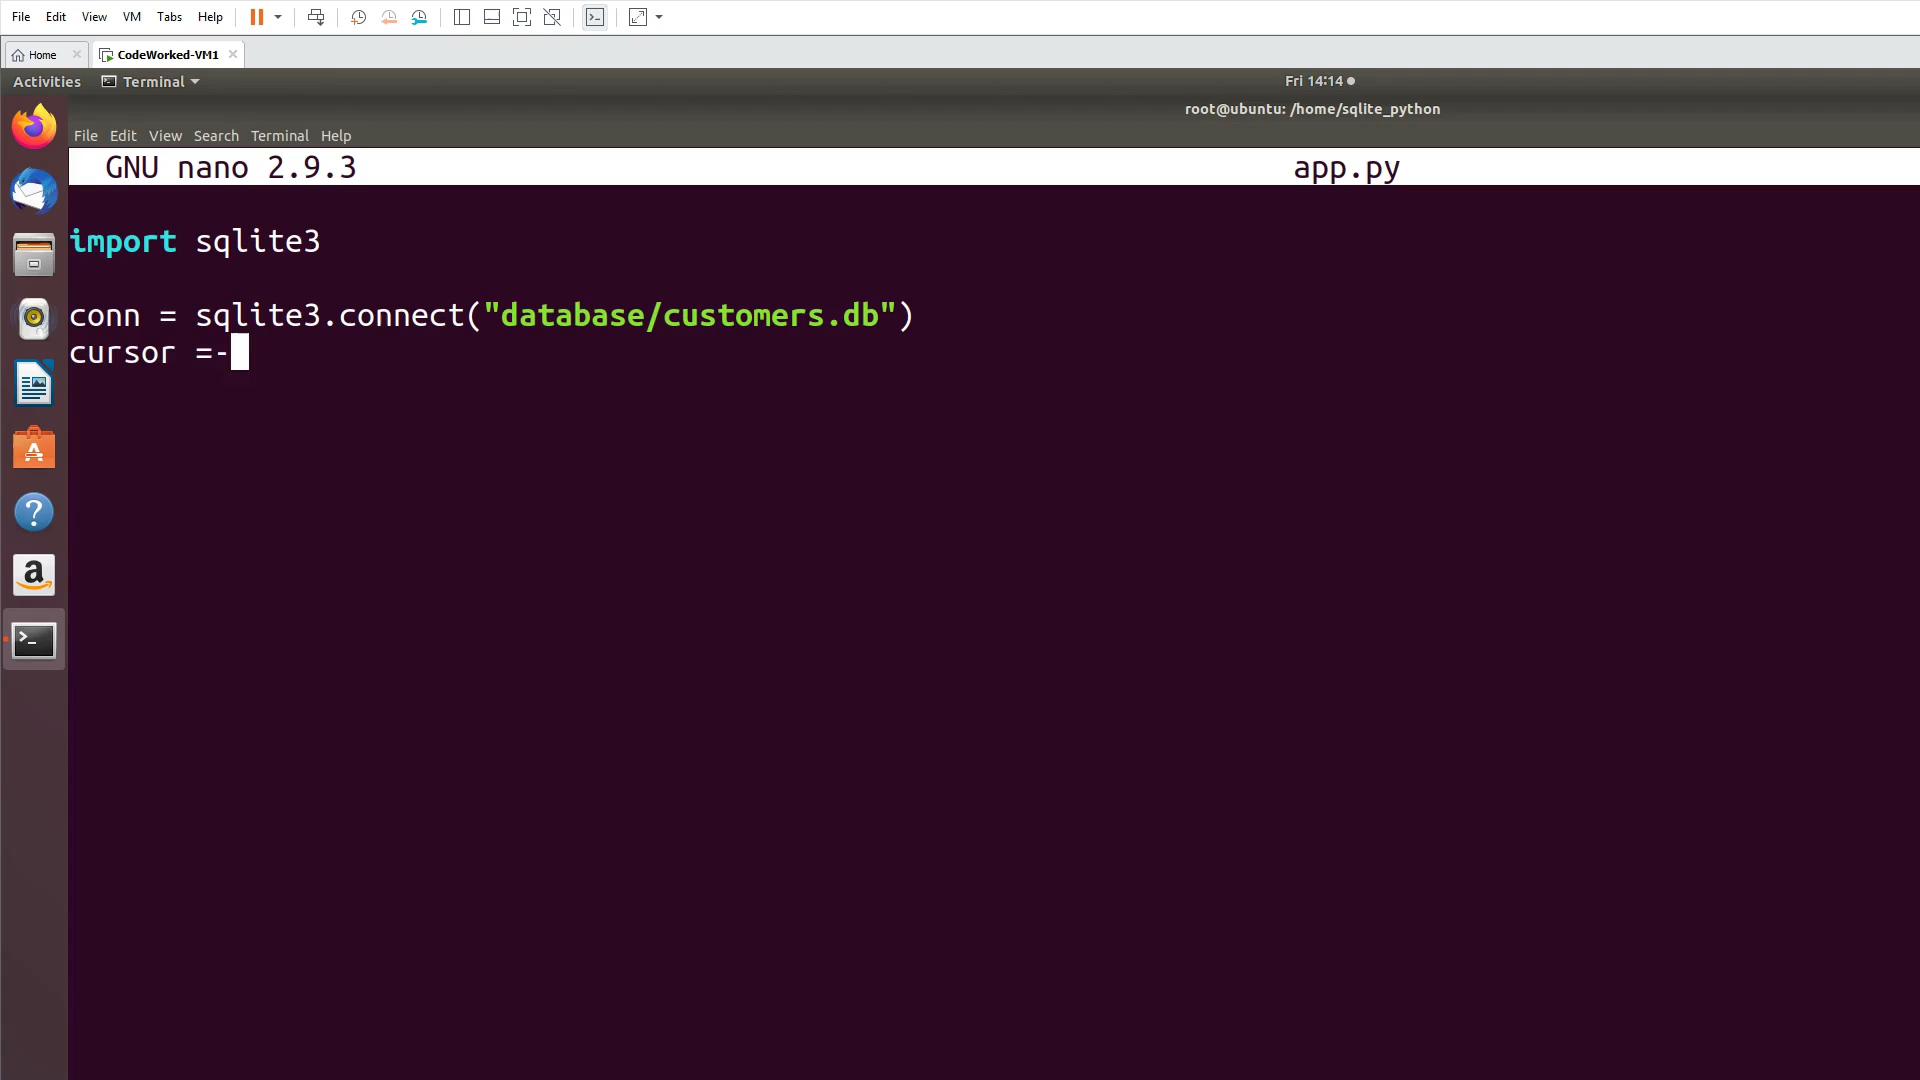 File Edit View VM Tabs Help
Home CodeWorked-VM1
Activities Terminal Fri 14:14
root@ubuntu: /home/sqlite_python
File Edit View Search Terminal Help
GNU nano 2.9.3 app.py
import sqlite3
conn = sqlite3.connect("database/customers.db")
cursor =-